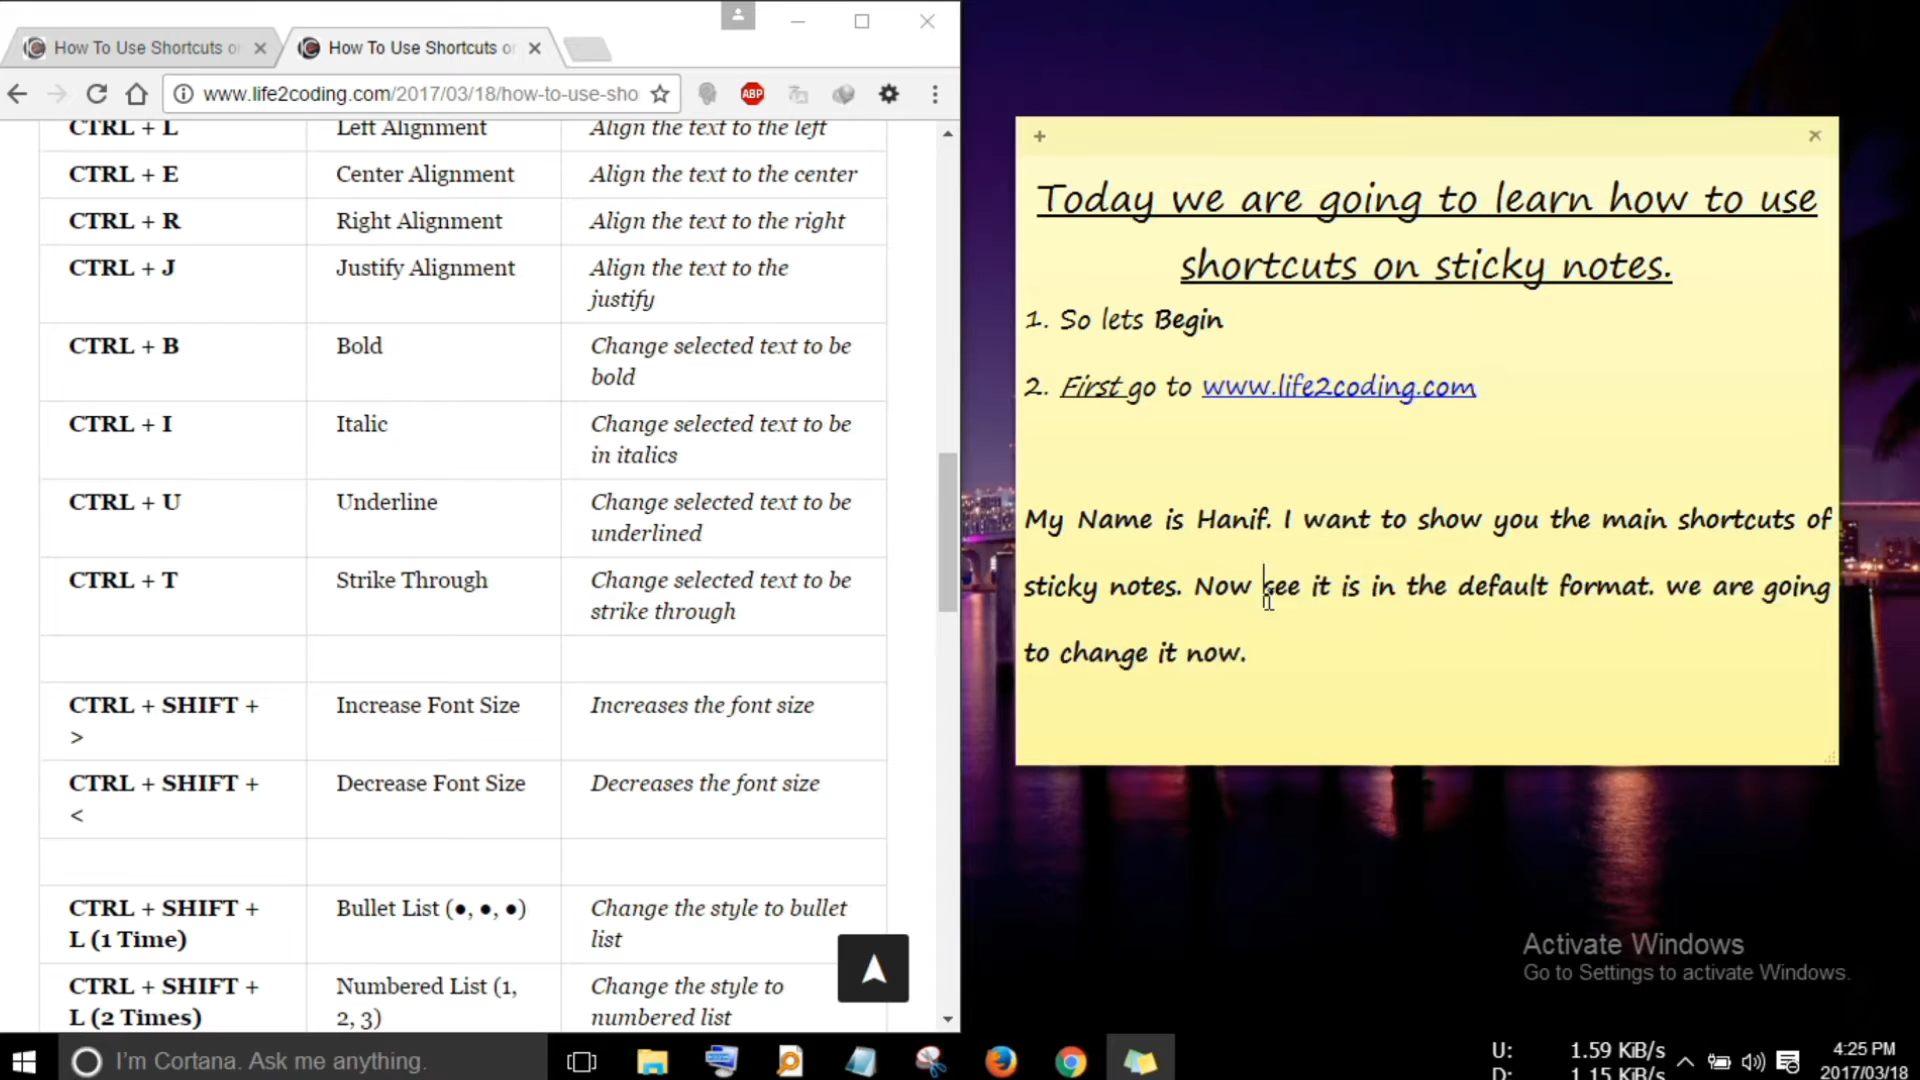 How To Use Shortcuts o
How To Use Shortcuts o
www.life2coding.com/2017/03/18/how-to-use-sho
ABP
CTRL + L Left Alignment Align the text to the left
CTRL + E Center Alignment Align the text to the center
CTRL + R Right Alignment Align the text to the right
CTRL + J Justify Alignment Align the text to the
justify
CTRL + B Bold Change selected text to be
bold
CTRL + I Italic Change selected text to be
in italics
CTRL + U Underline Change selected text to be
underlined
CTRL + T Strike Through Change selected text to be
strike through
CTRL + SHIFT + Increase Font Size Increases the font size
>
CTRL + SHIFT + Decrease Font Size Decreases the font size
<
CTRL + SHIFT + Bullet List (●, ●, ●) Change the style to bullet
L (1 Time) list
CTRL + SHIFT + Numbered List (1, Change the style to
L (2 Times) 2, 3) numbered list
Today we are going to learn how to use
shortcuts on sticky notes.
1. So lets Begin
2. First go to www.life2coding.com
My Name is Hanif. I want to show you the main shortcuts of
sticky notes. Now see it is in the default format. we are going
to change it now.
Activate Windows
Go to Settings to activate Windows.
I'm Cortana. Ask me anything.
U: 1.59 KiB/s
D: 1.15 KiB/s
4:25 PM
2017/03/18